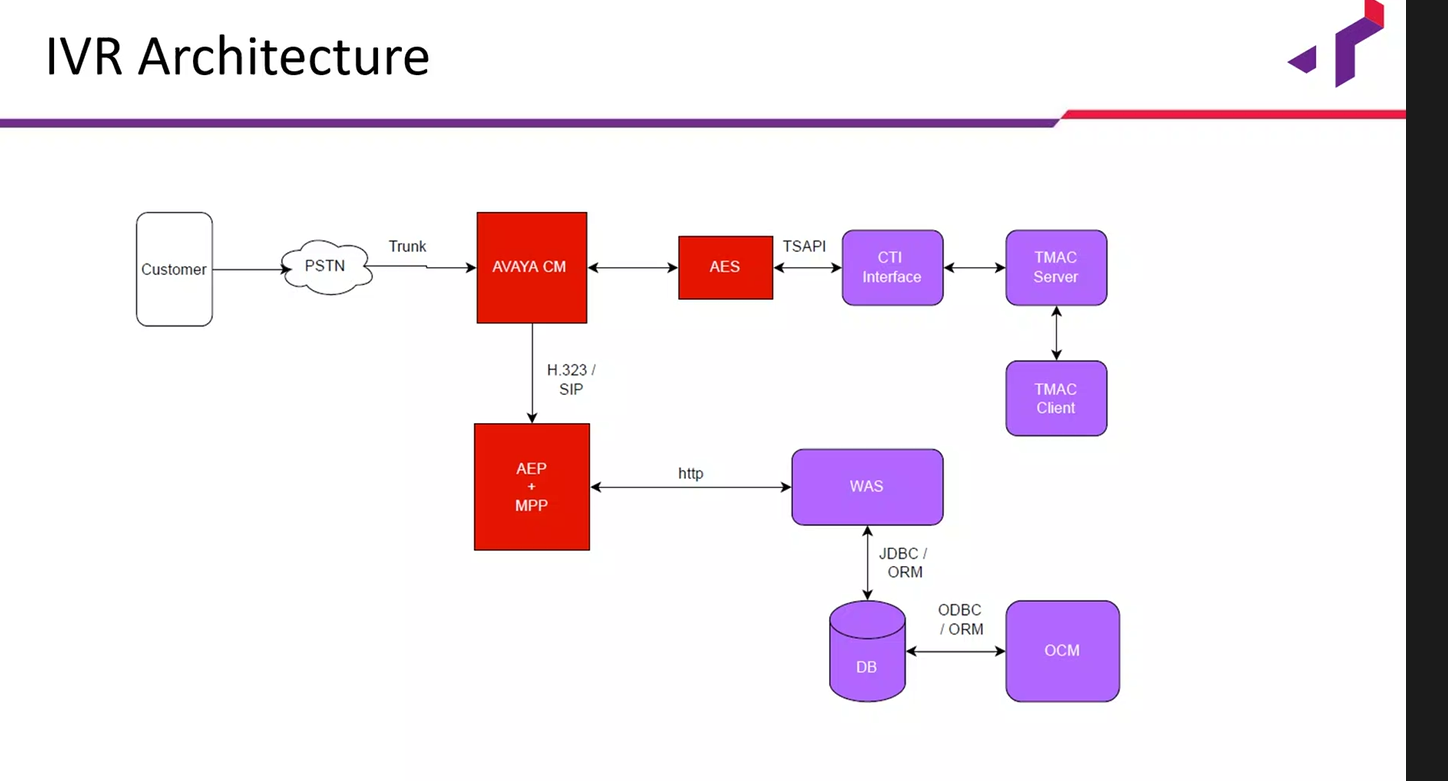 IVR Architecture
Customer
PSTN
Trunk
AVAYA CM
AES
TSAPI
CTI
Interface
TMAC
Server
H.323 /
SIP
TMAC
Client
AEP
+
MPP
http
WAS
JDBC /
ORM
DB
ODBC
/ ORM
OCM